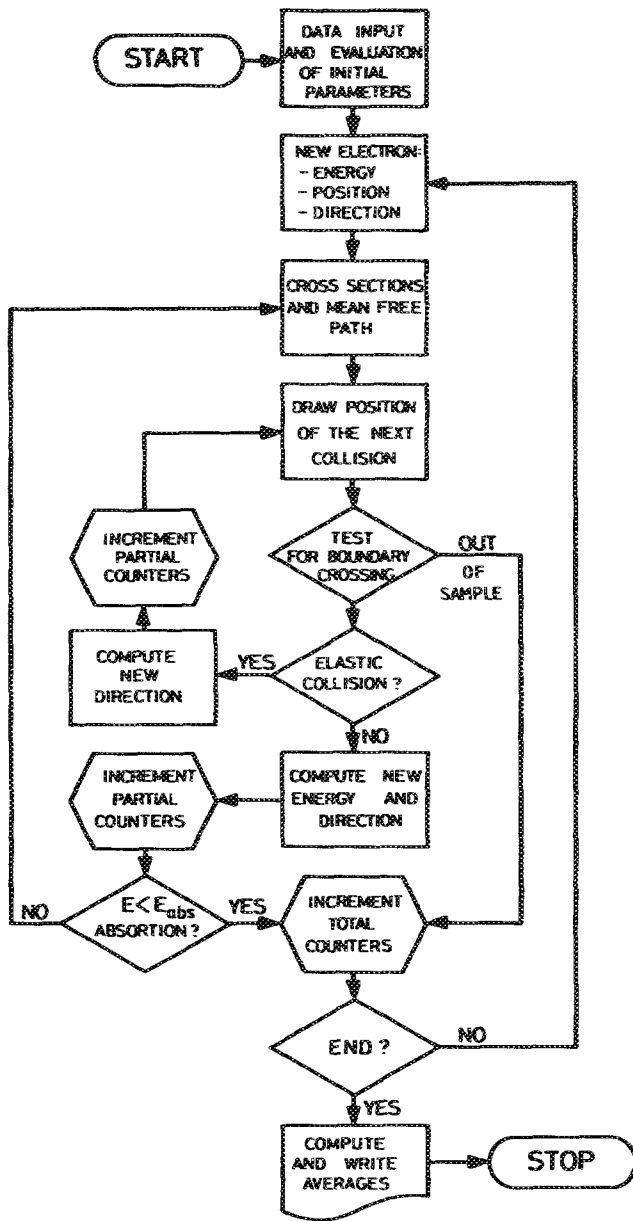 START
DATA INPUT
AND EVALUATION
OF INITIAL
PARAMETERS
NEW ELECTRON:
- ENERGY
- POSITION
- DIRECTION
CROSS SECTIONS
AND MEAN FREE
PATH
DRAW POSITION
OF THE NEXT
COLLISION
INCREMENT
PARTIAL
COUNTERS
TEST
FOR BOUNDARY
CROSSING
OUT
OF
SAMPLE
COMPUTE
NEW
DIRECTION
YES
ELASTIC
COLLISION ?
NO
INCREMENT
PARTIAL
COUNTERS
COMPUTE NEW
ENERGY AND
DIRECTION
NO
E<Eabs
ABSORTION ?
YES
INCREMENT
TOTAL
COUNTERS
END ?
NO
YES
COMPUTE
AND WRITE
AVERAGES
STOP